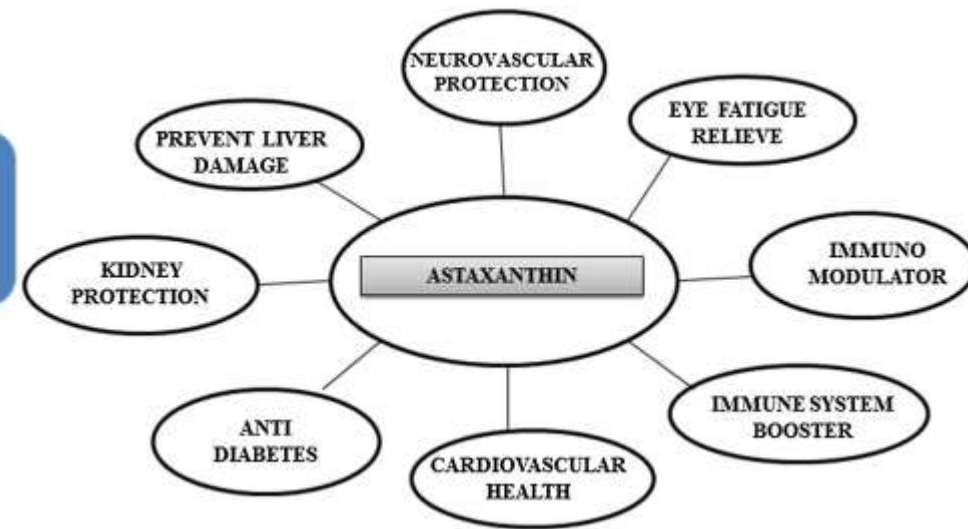 NEUROVASCULAR
PROTECTION
EYE FATIGUE
RELIEVE
PREVENT LIVER
DAMAGE
IMMUNO
MODULATOR
KIDNEY
PROTECTION
ASTAXANTHIN
IMMUNE SYSTEM
BOOSTER
ANTI
DIABETES
CARDIOVASCULAR
HEALTH